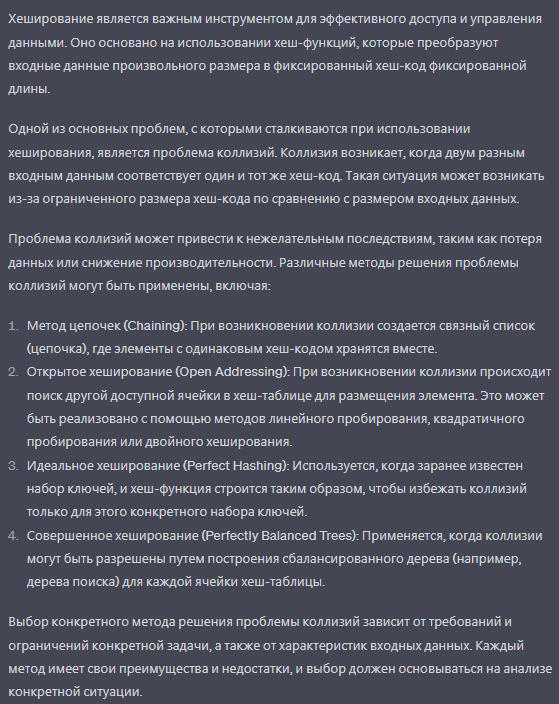 Хеширование является важным инструментом для эффективного доступа и управления
данными. Оно основано на использовании хеш-функций, которые преобразуют
входные данные произвольного размера в фиксированный хеш-код фиксированной
длины.
Одной из основных проблем, с которыми сталкиваются при использовании
хеширования, является проблема коллизий. Коллизия возникает, когда двум разным
входным данным соответствует один и тот же хеш-код. Такая ситуация может возникать
из-за ограниченного размера хеш-кода по сравнению с размером входных данных.
Проблема коллизий может привести к нежелательным последствиям, таким как потеря
данных или снижение производительности. Различные методы решения проблемы
коллизий могут быть применены, включая:
1. Метод цепочек (Chaining): При возникновении коллизии создается связный список
(цепочка), где элементы с одинаковым хеш-кодом хранятся вместе.
2. Открытое хеширование (Open Addressing): При возникновении коллизии происходит
поиск другой доступной ячейки в хеш-таблице для размещения элемента. Это может
быть реализовано с помощью методов линейного пробирования, квадратичного
пробирования или двойного хеширования.
3. Идеальное хеширование (Perfect Hashing): Используется, когда заранее известен
набор ключей, и хеш-функция строится таким образом, чтобы избежать коллизий
только для этого конкретного набора ключей.
4. Совершенное хеширование (Perfectly Balanced Trees): Применяется, когда коллизии
могут быть разрешены путем построения сбалансированного дерева (например,
дерева поиска) для каждой ячейки хеш-таблицы.
Выбор конкретного метода решения проблемы коллизий зависит от требований и
ограничений конкретной задачи, а также от характеристик входных данных. Каждый
метод имеет свои преимущества и недостатки, и выбор должен основываться на анализе
конкретной ситуации.